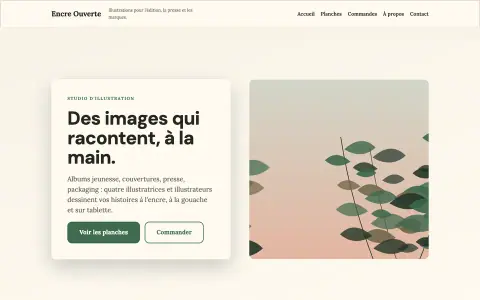 Encre Ouverte
Illustrations pour l'édition, la presse et les
marques.
Accueil Planches Commandes À propos Contact
STUDIO D'ILLUSTRATION
Des images qui
racontent, à la
main.
Albums jeunesse, couvertures, presse,
packaging : quatre illustratrices et illustrateurs
dessinent vos histoires à l'encre, à la gouache
et sur tablette.
Voir les planches Commander